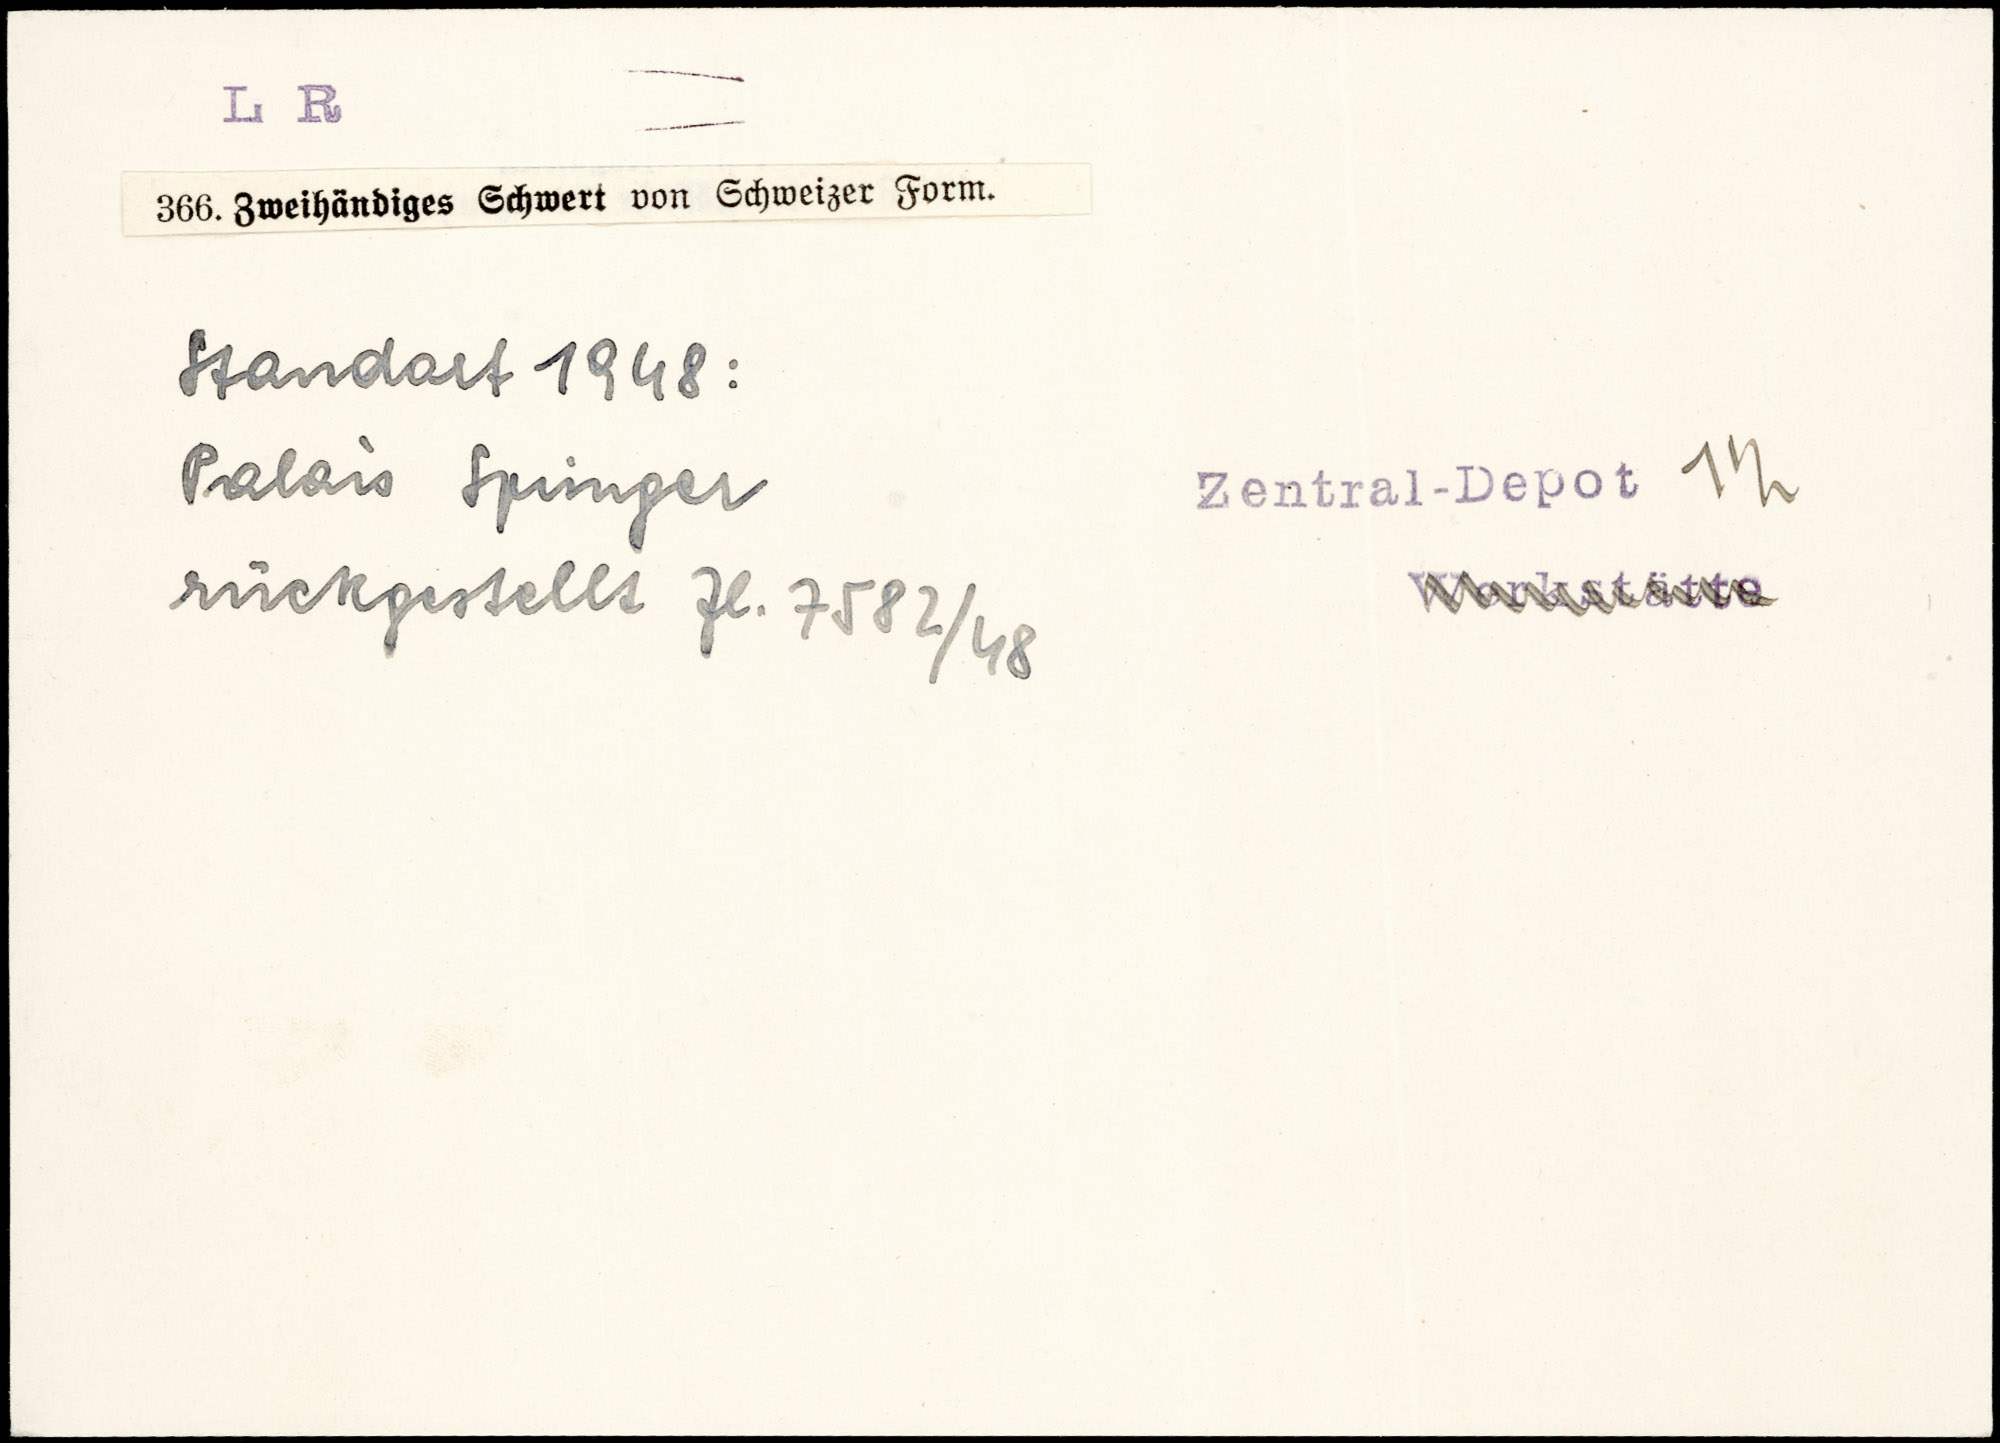 L R
366. Zweihändiges Schwert von Schweizer Form.
Standort 1948:
Palais Springer
Zentral-Depot
rückgestellt Zl. 7582/48
Werkstätte